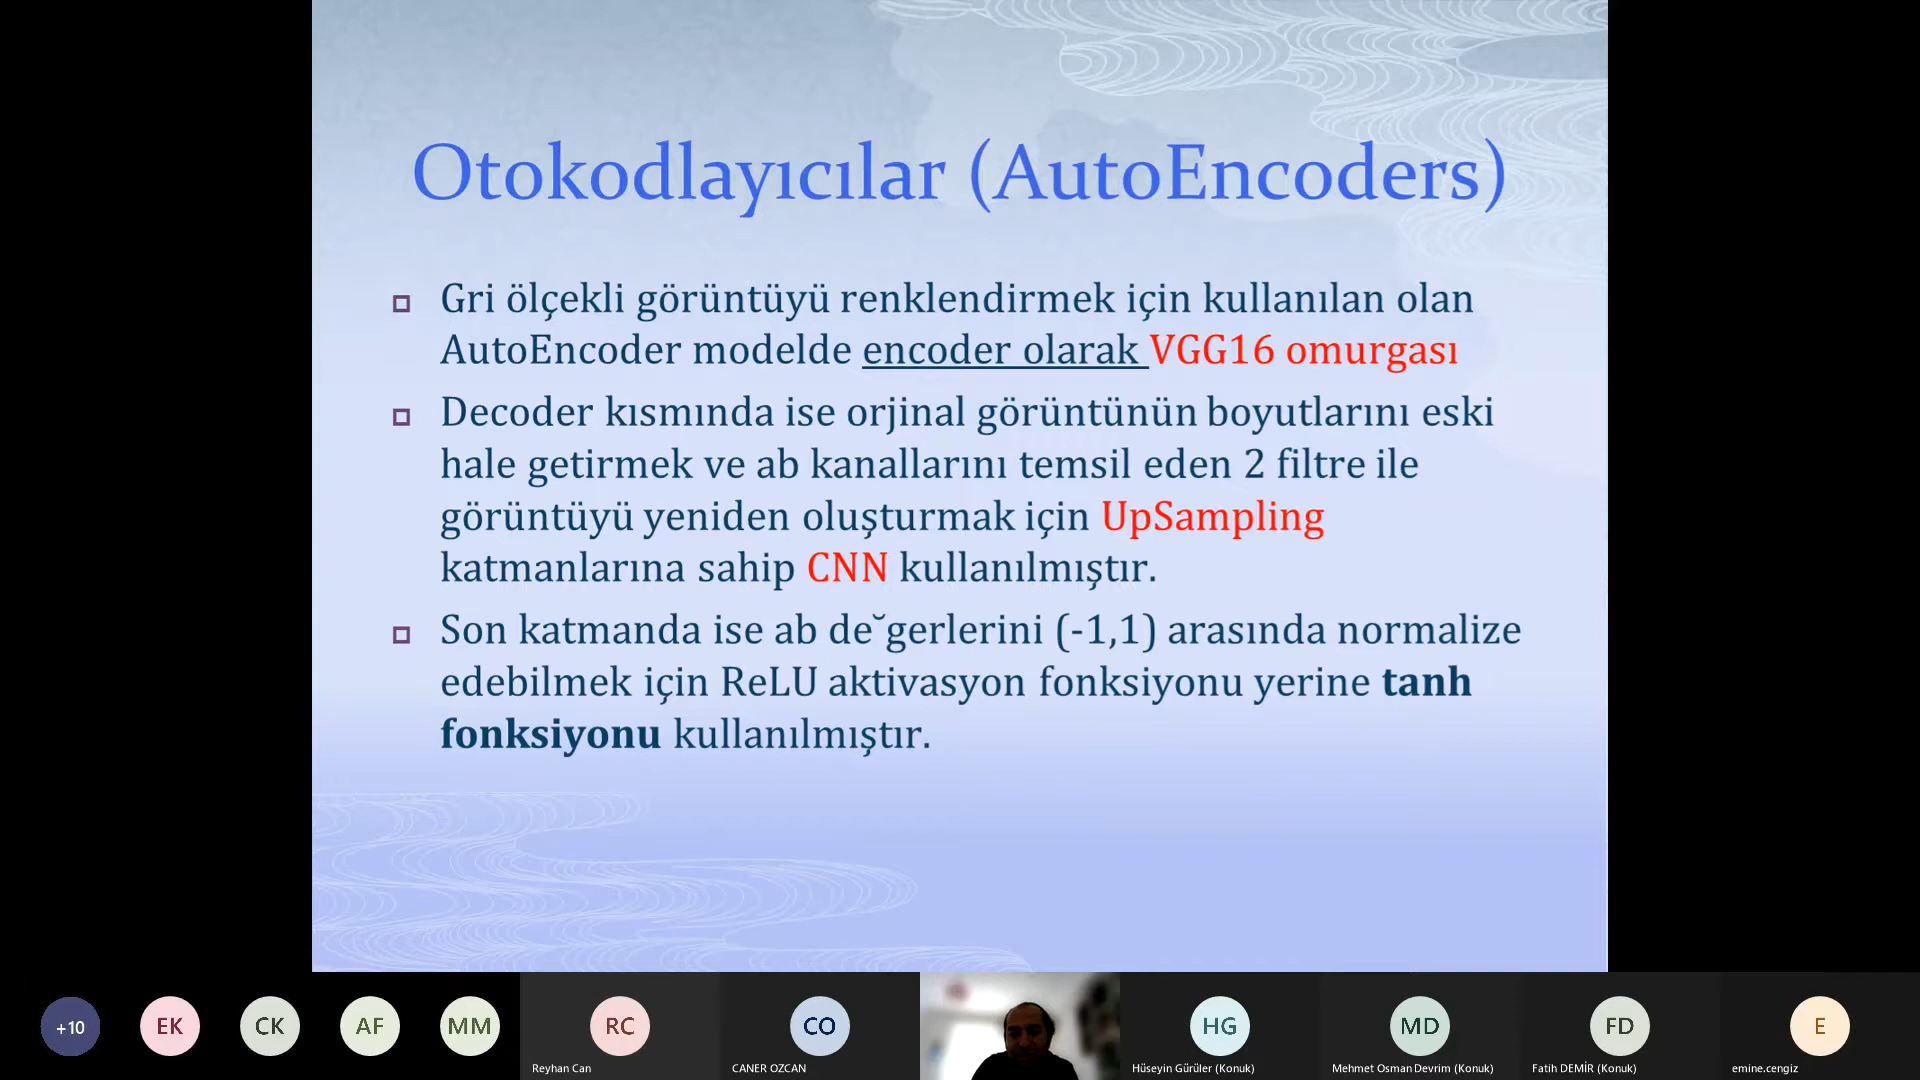 Otokodlayıcılar (AutoEncoders)
Gri ölçekli görüntüyü renklendirmek için kullanılan olan
AutoEncoder modelde encoder olarak VGG16 omurgası
Decoder kısmında ise orjinal görüntünün boyutlarını eski
hale getirmek ve ab kanallarını temsil eden 2 filtre ile
görüntüyü yeniden oluşturmak için UpSampling
katmanlarına sahip CNN kullanılmıştır.
Son katmanda ise ab de˘gerlerini (-1,1) arasında normalize
edebilmek için ReLU aktivasyon fonksiyonu yerine tanh
fonksiyonu kullanılmıştır.
+10
EK
CK
AF
MM
RC
CO
HG
MD
FD
E
Reyhan Can
CANER OZCAN
Hüseyin Gürüler (Konuk)
Mehmet Osman Devrim (Konuk)
Fatih DEMİR (Konuk)
emine.cengiz